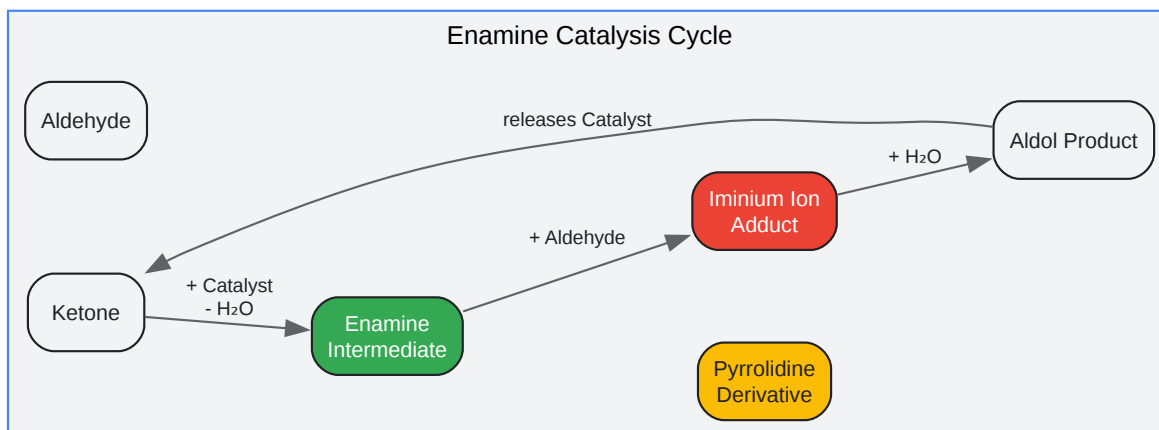 Enamine Catalysis Cycle
Aldehyde
releases Catalyst
Aldol Product
+ H₂O
Iminium Ion
Adduct
+ Aldehyde
+ Catalyst
- H₂O
Ketone
Enamine
Intermediate
Pyrrolidine
Derivative